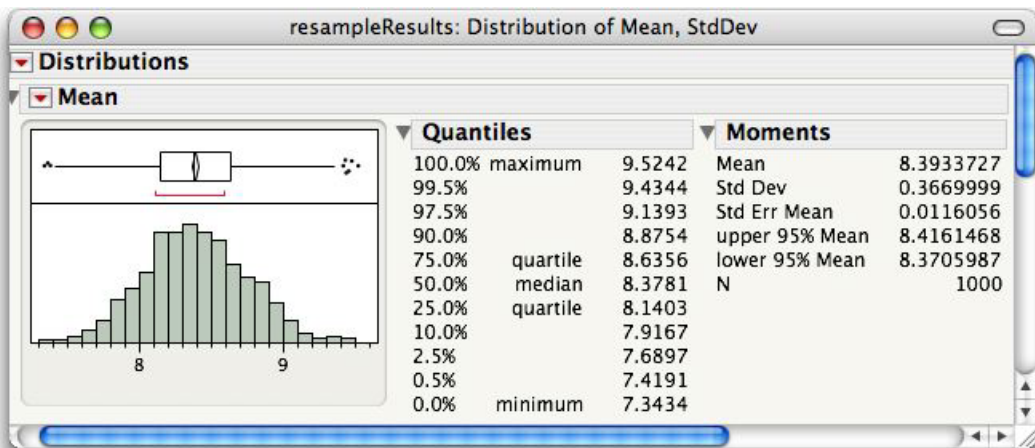 resampleResults: Distribution of Mean, StdDev
Distributions
Mean
8 9
Quantiles
100.0% maximum 9.5242
99.5% 9.4344
97.5% 9.1393
90.0% 8.8754
75.0% quartile 8.6356
50.0% median 8.3781
25.0% quartile 8.1403
10.0% 7.9167
2.5% 7.6897
0.5% 7.4191
0.0% minimum 7.3434
Moments
Mean 8.3933727
Std Dev 0.3669999
Std Err Mean 0.0116056
upper 95% Mean 8.4161468
lower 95% Mean 8.3705987
N 1000